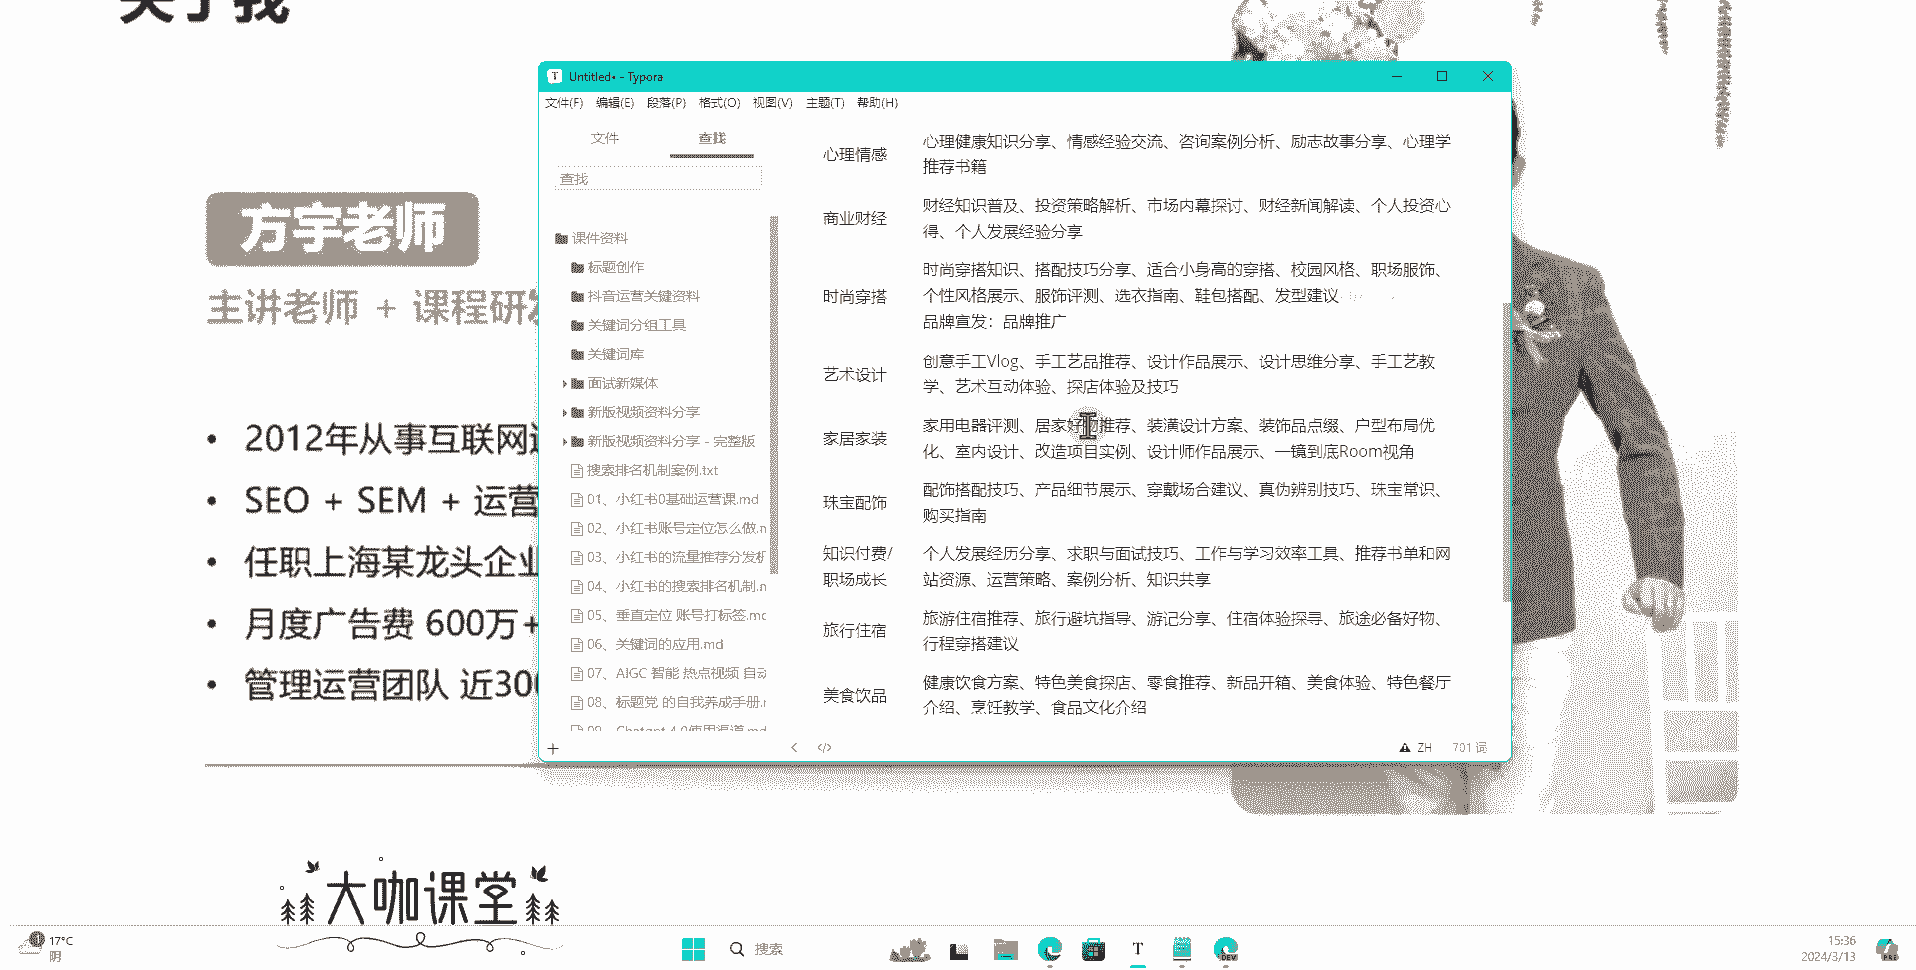 关于我
方宇老师
主讲老师 + 课程研发
2012年从事互联网
SEO + SEM + 运营
任职上海某龙头企业
月度广告费 600万+
管理运营团队 近300
大咖课堂
Untitled• - Typora
文件(F) 编辑(E) 段落(P) 格式(O) 视图(V) 主题(T) 帮助(H)
文件 查找
查找
课件资料
标题创作
抖音运营关键资料
关键词分组工具
关键词库
面试新媒体
新版视频资料分享
新版视频资料分享 - 完整版
搜索排名机制案例.txt
01、小红书0基础运营课.md
02、小红书账号定位怎么做.n
03、小红书的流量推荐分发机
04、小红书的搜索排名机制.n
05、垂直定位 账号打标签.mc
06、关键词的应用.md
07、AIGC 智能 热点视频 自动
08、标题党 的自我养成手册.r
09、Chatgpt 4.0使用渠道.md
心理情感
心理健康知识分享、情感经验交流、咨询案例分析、励志故事分享、心理学
推荐书籍
商业财经
财经知识普及、投资策略解析、市场内幕探讨、财经新闻解读、个人投资心
得、个人发展经验分享
时尚穿搭
时尚穿搭知识、搭配技巧分享、适合小身高的穿搭、校园风格、职场服饰、
个性风格展示、服饰评测、选衣指南、鞋包搭配、发型建议
品牌宣发：品牌推广
艺术设计
创意手工Vlog、手工艺品推荐、设计作品展示、设计思维分享、手工艺教
学、艺术互动体验、探店体验及技巧
家居家装
家用电器评测、居家好物推荐、装潢设计方案、装饰品点缀、户型布局优
化、室内设计、改造项目实例、设计师作品展示、一镜到底Room视角
珠宝配饰
配饰搭配技巧、产品细节展示、穿戴场合建议、真伪辨别技巧、珠宝常识、
购买指南
知识付费/
职场成长
个人发展经历分享、求职与面试技巧、工作与学习效率工具、推荐书单和网
站资源、运营策略、案例分析、知识共享
旅行住宿
旅游住宿推荐、旅行避坑指导、游记分享、住宿体验探寻、旅途必备好物、
行程穿搭建议
美食饮品
健康饮食方案、特色美食探店、零食推荐、新品开箱、美食体验、特色餐厅
介绍、烹饪教学、食品文化介绍
ZH 701 词
17°C
阴
搜索
15:36
2024/3/13